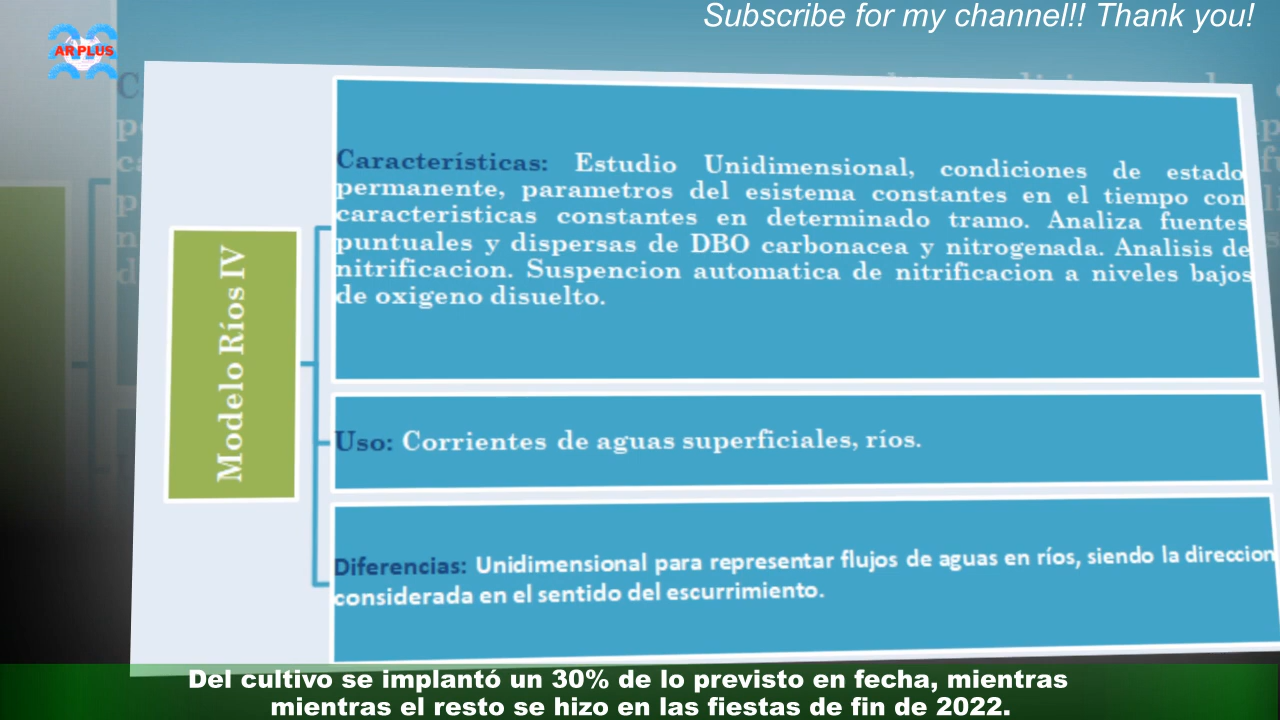 Subscribe for my channel!! Thank you!
AR PLUS
Modelo Ríos IV
Características: Estudio Unidimensional, condiciones de estado
permanente, parametros del esistema constantes en el tiempo con
caracteristicas constantes en determinado tramo. Analiza fuentes
puntuales y dispersas de DBO carbonacea y nitrogenada. Analisis de
nitrificacion. Suspencion automatica de nitrificacion a niveles bajos
de oxigeno disuelto.
Uso: Corrientes de aguas superficiales, ríos.
Diferencias: Unidimensional para representar flujos de aguas en ríos, siendo la direccion
considerada en el sentido del escurrimiento.
Del cultivo se implantó un 30% de lo previsto en fecha, mientras
mientras el resto se hizo en las fiestas de fin de 2022.